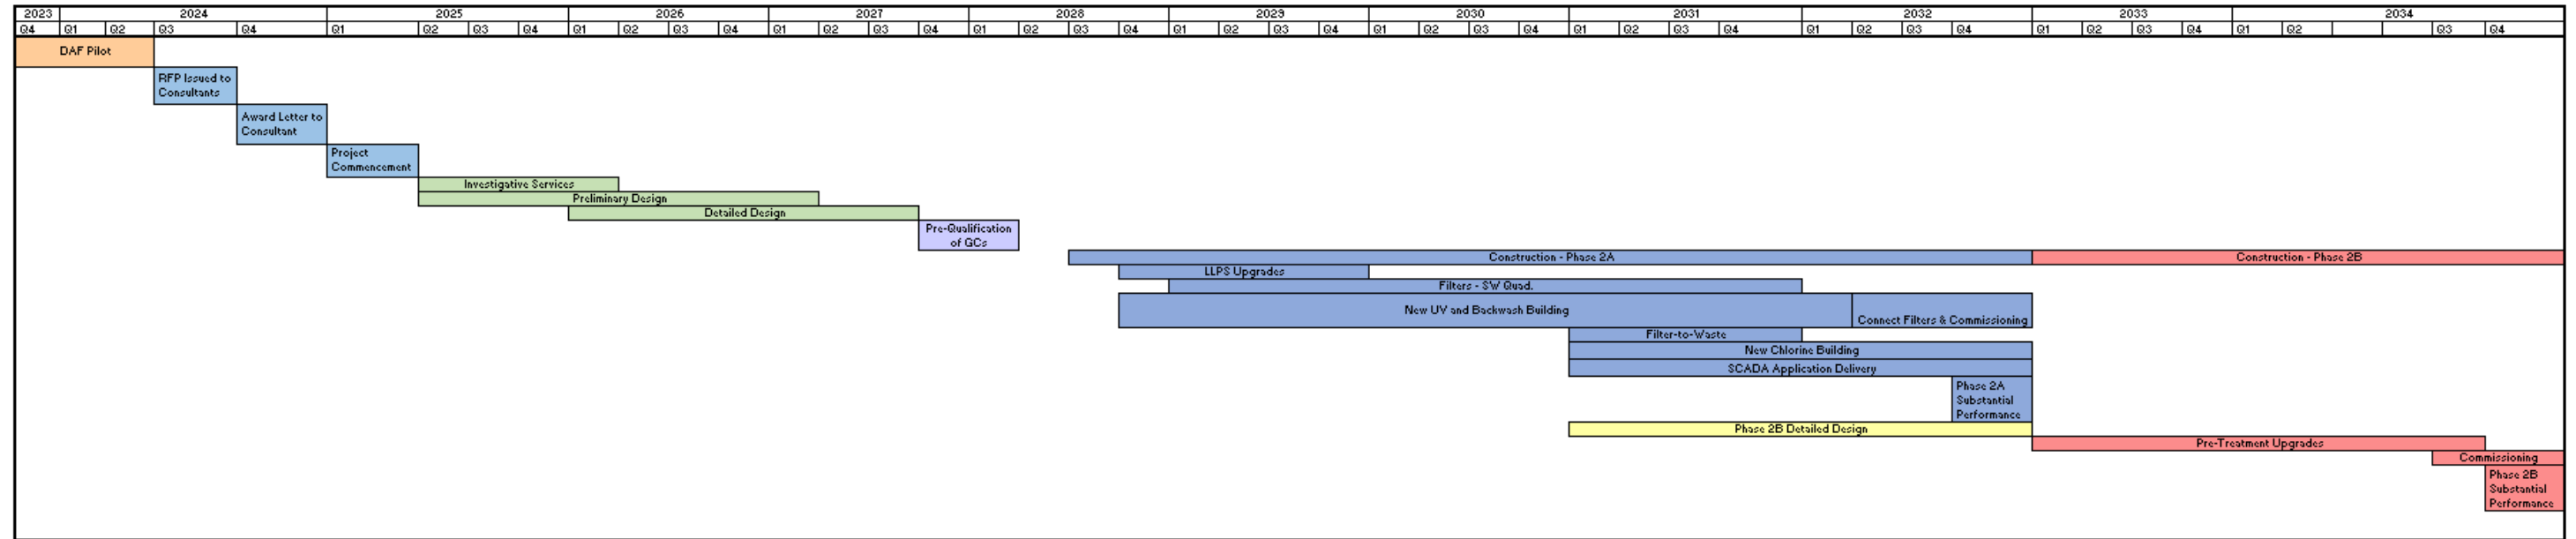 2023 2024 2025 2026 2027 2028 2029 2030 2031 2032 2033 2034
Q4 Q1 Q2 Q3 Q4 Q1 Q2 Q3 Q4 Q1 Q2 Q3 Q4 Q1 Q2 Q3 Q4 Q1 Q2 Q3 Q4 Q1 Q2 Q3 Q4 Q1 Q2 Q3 Q4 Q1 Q2 Q3 Q4 Q1 Q2 Q3 Q4 Q1 Q2 Q3 Q4 Q1 Q2 Q3 Q4
DAF Pilot
RFP Issued to
Consultants
Award Letter to
Consultant
Project
Commencement
Investigative Services
Preliminary Design
Detailed Design
Pre-Qualification
of GCs
Construction - Phase 2A Construction - Phase 2B
LLPS Upgrades
Filters - SW Quad.
New UV and Backwash Building
Connect Filters & Commissioning
Filter-to-Waste
New Chlorine Building
SCADA Application Delivery
Phase 2A
Substantial
Performance
Phase 2B Detailed Design
Pre-Treatment Upgrades
Commissioning
Phase 2B
Substantial
Performance